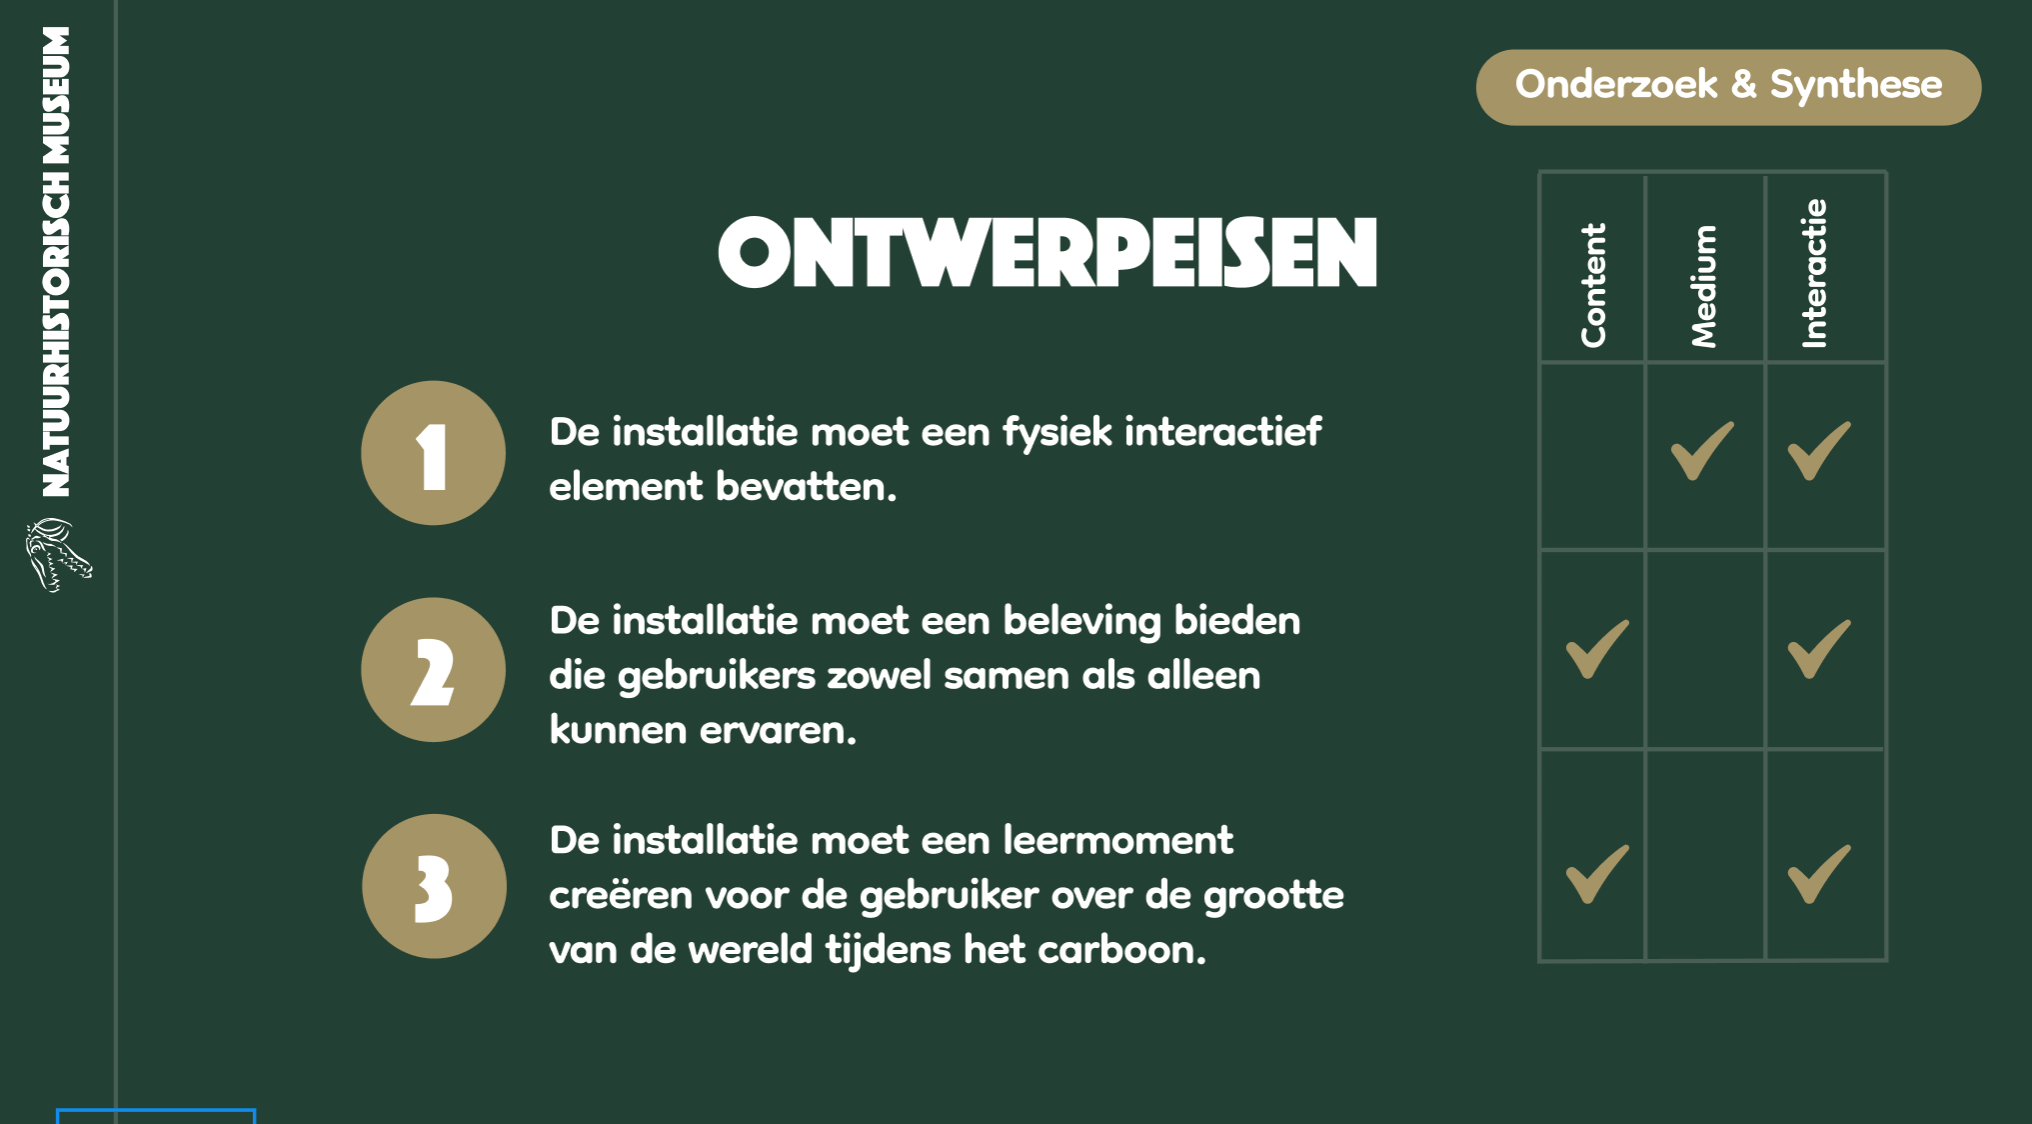 NATUURHISTORISCH MUSEUM
Onderzoek & Synthese
ONTWERPEISEN
Content
Medium
Interactie
1
De installatie moet een fysiek interactief
element bevatten.
2
De installatie moet een beleving bieden
die gebruikers zowel samen als alleen
kunnen ervaren.
3
De installatie moet een leermoment
creëren voor de gebruiker over de grootte
van de wereld tijdens het carboon.